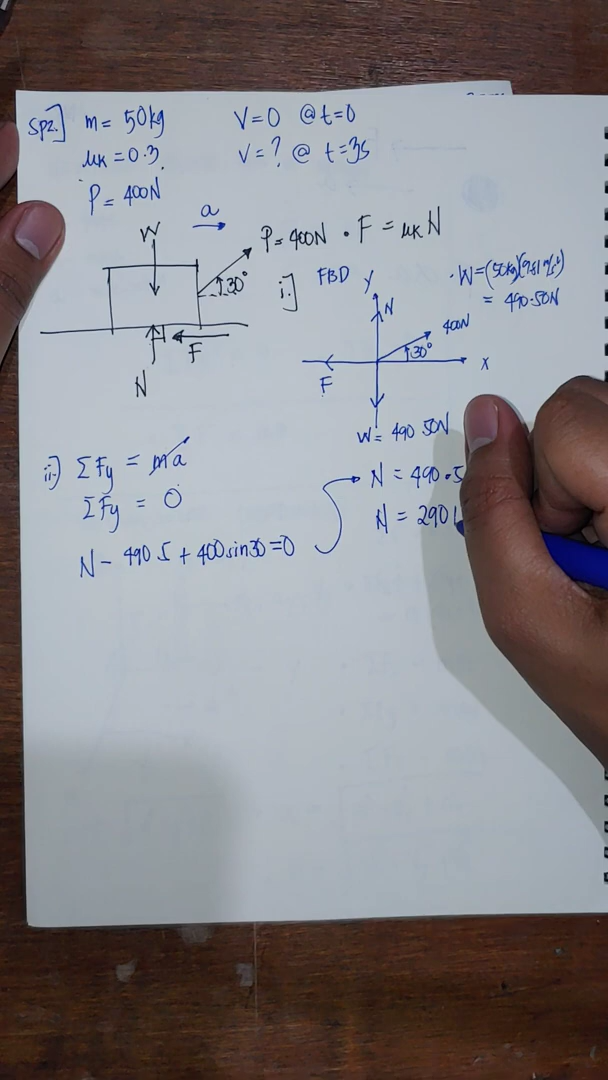 SP2.] m = 50kg V=0 @t=0
μK = 0.3 V=? @ t=3s
P = 400N
a
W
P=400N • F = μK N
30°
F
N
i.] FBD
y
• W=(50kg)(9.81 m/s²)
= 490.50N
N
400N
30°
x
F
W = 490.50N
ii.) ΣFy = ma
ΣFy = 0
N - 490.5 + 400sin30=0
N = 490.5
N = 290